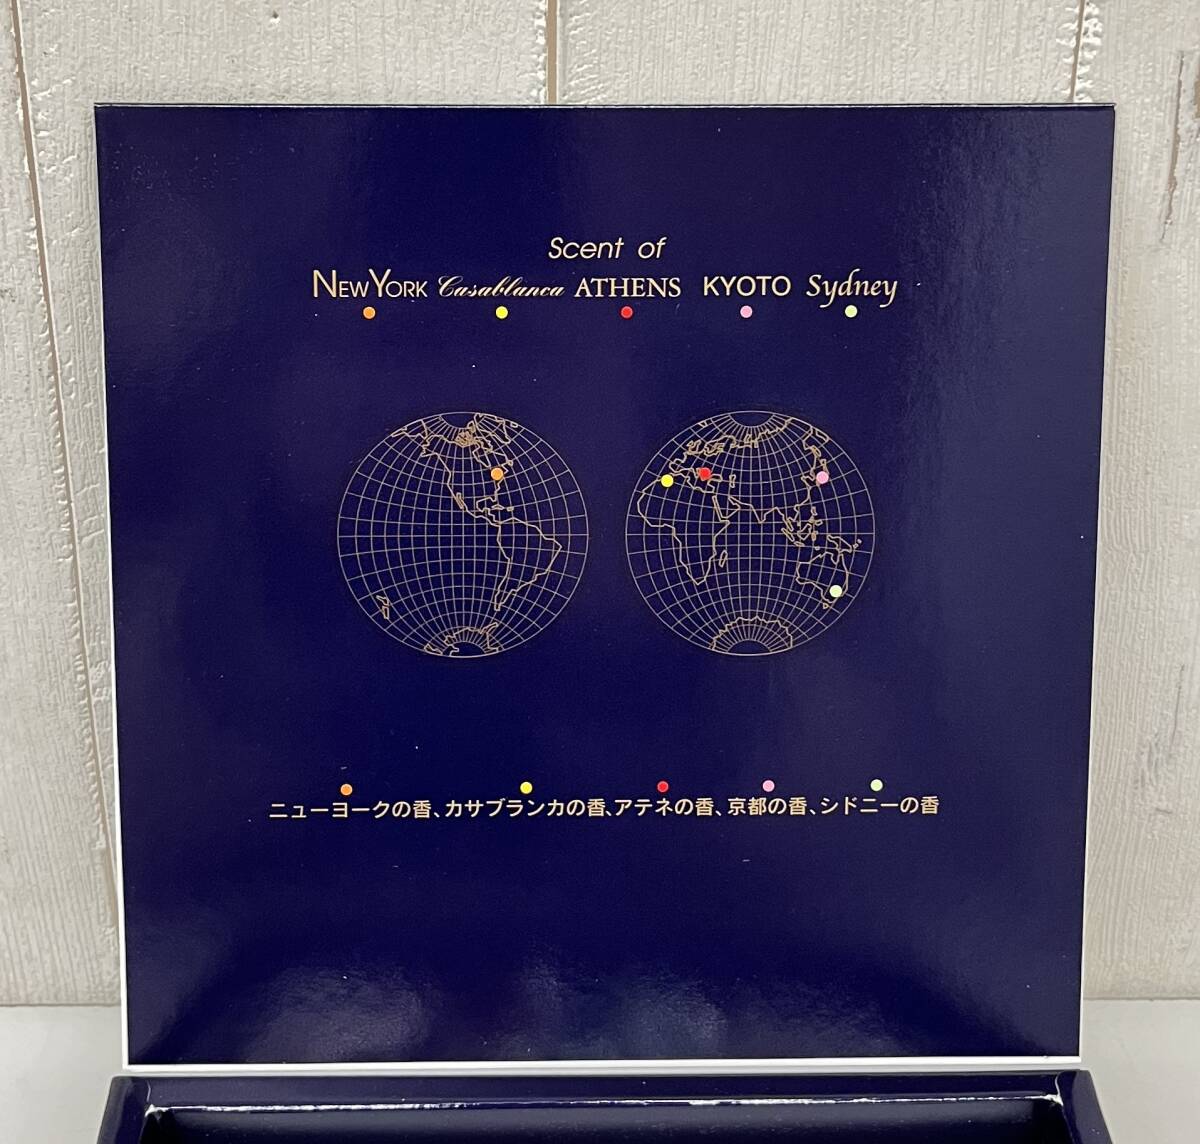 Scent of
NEW YORK Casablanca ATHENS KYOTO Sydney
ニューヨークの香、カサブランカの香、アテネの香、京都の香、シドニーの香